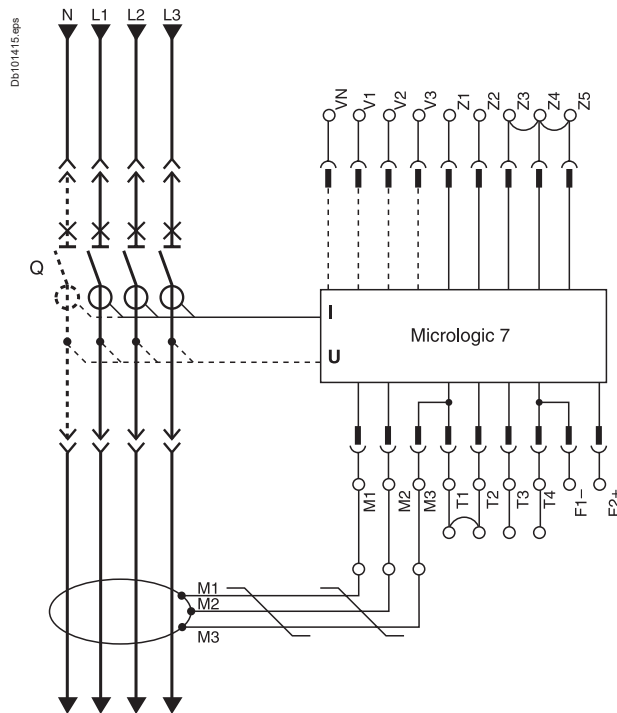 Db101415.eps
N L1 L2 L3
VN V1 V2 V3 Z1 Z2 Z3 Z4 Z5
Q
I
Micrologic 7
U
M1 M2 M3 T1 T2 T3 T4 F1– F2+
M1
M2
M3